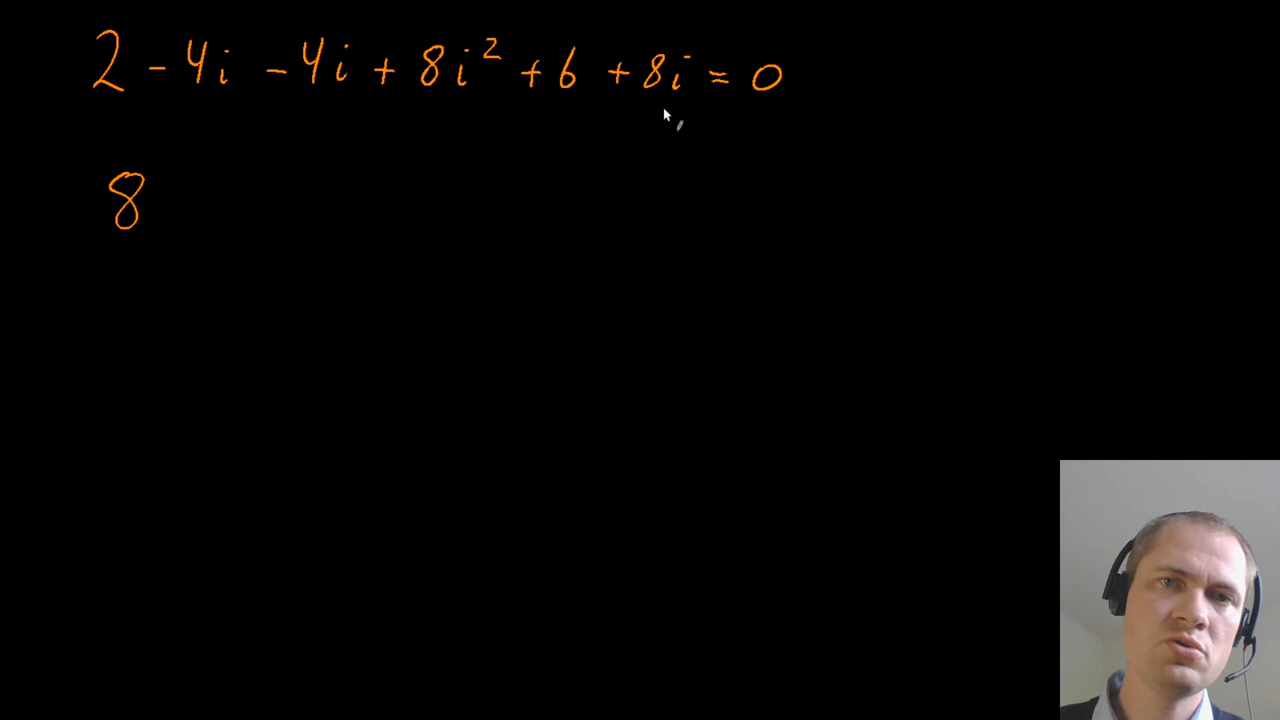 2 - 4i - 4i + 8i² + 6 + 8i = 0
8